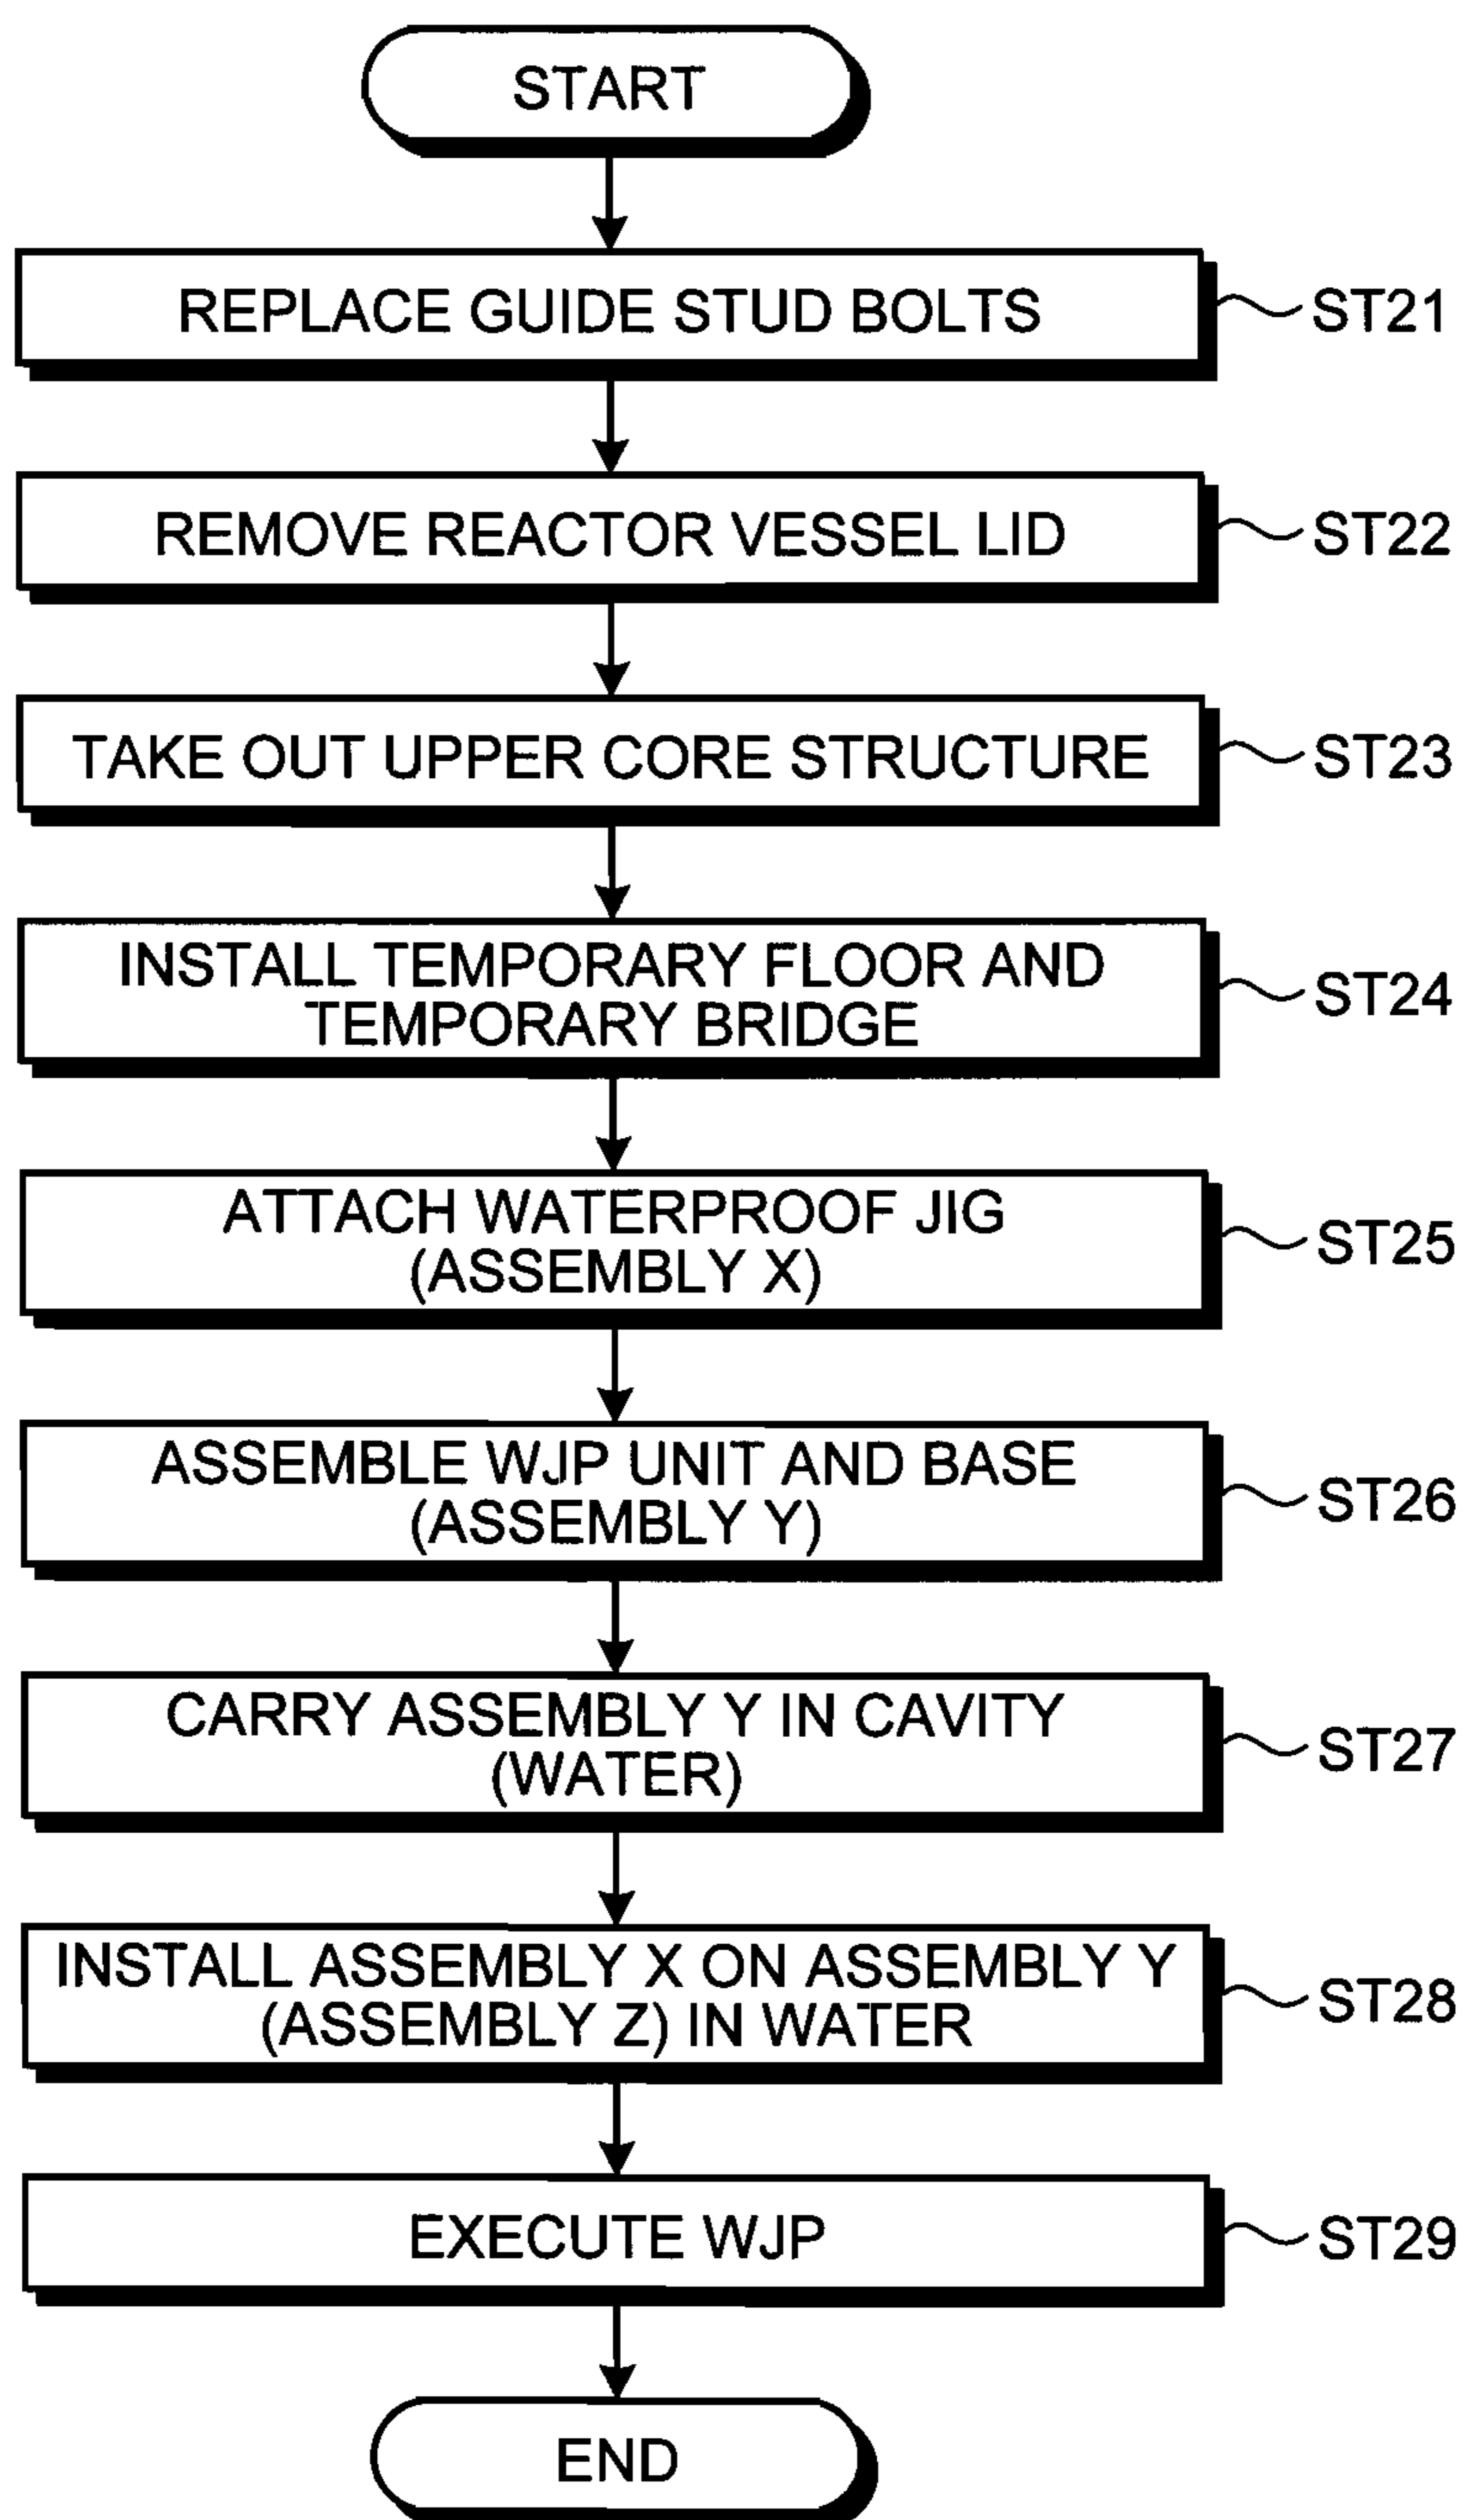 START
REPLACE GUIDE STUD BOLTS
ST21
REMOVE REACTOR VESSEL LID
ST22
TAKE OUT UPPER CORE STRUCTURE
ST23
INSTALL TEMPORARY FLOOR AND
TEMPORARY BRIDGE
ST24
ATTACH WATERPROOF JIG
(ASSEMBLY X)
ST25
ASSEMBLE WJP UNIT AND BASE
(ASSEMBLY Y)
ST26
CARRY ASSEMBLY Y IN CAVITY
(WATER)
ST27
INSTALL ASSEMBLY X ON ASSEMBLY Y
(ASSEMBLY Z) IN WATER
ST28
EXECUTE WJP
ST29
END